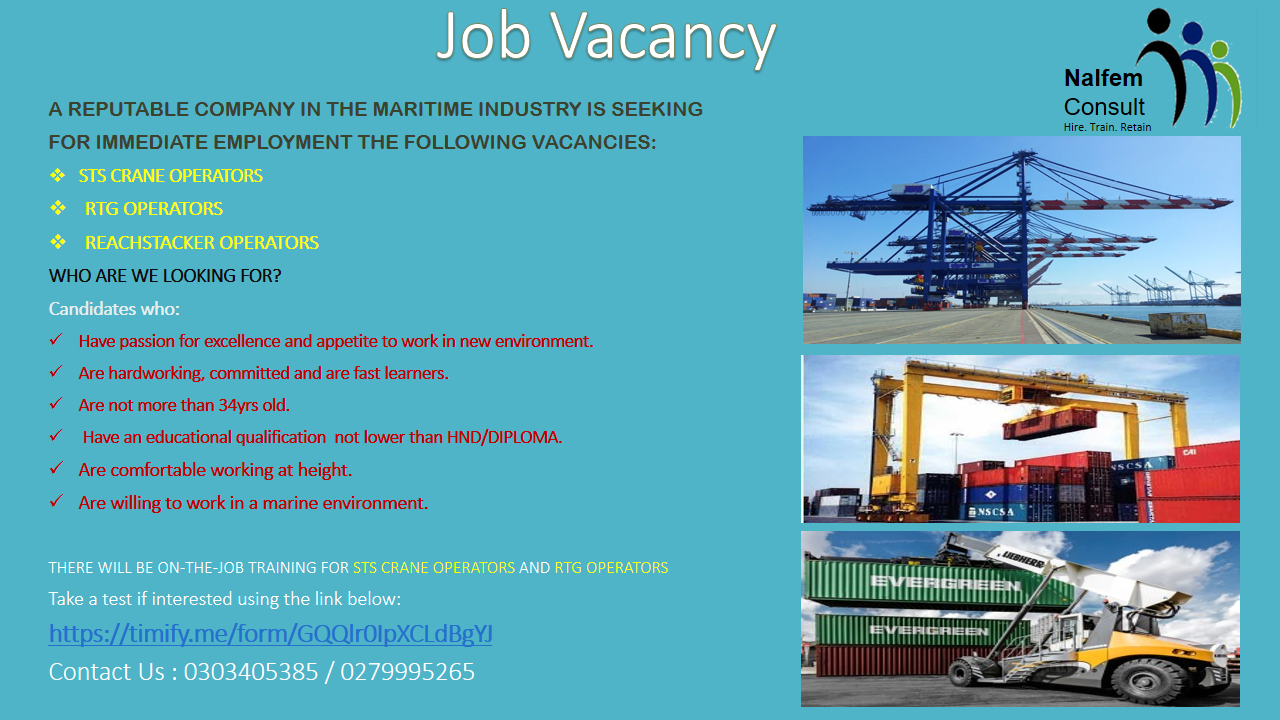 Job Vacancy
Nalfem
Consult
Hire. Train. Retain
A REPUTABLE COMPANY IN THE MARITIME INDUSTRY IS SEEKING
FOR IMMEDIATE EMPLOYMENT THE FOLLOWING VACANCIES:
❖ STS CRANE OPERATORS
❖ RTG OPERATORS
❖ REACHSTACKER OPERATORS
WHO ARE WE LOOKING FOR?
Candidates who:
✓ Have passion for excellence and appetite to work in new environment.
✓ Are hardworking, committed and are fast learners.
✓ Are not more than 34yrs old.
✓ Have an educational qualification not lower than HND/DIPLOMA.
✓ Are comfortable working at height.
✓ Are willing to work in a marine environment.
THERE WILL BE ON-THE-JOB TRAINING FOR STS CRANE OPERATORS AND RTG OPERATORS
Take a test if interested using the link below:
https://timify.me/form/GQQlr0IpXCLdBgYJ
Contact Us : 0303405385 / 0279995265
CAI
NSCSA
NSCSA
LIEBHERR
EVERGREEN
EVERGREEN